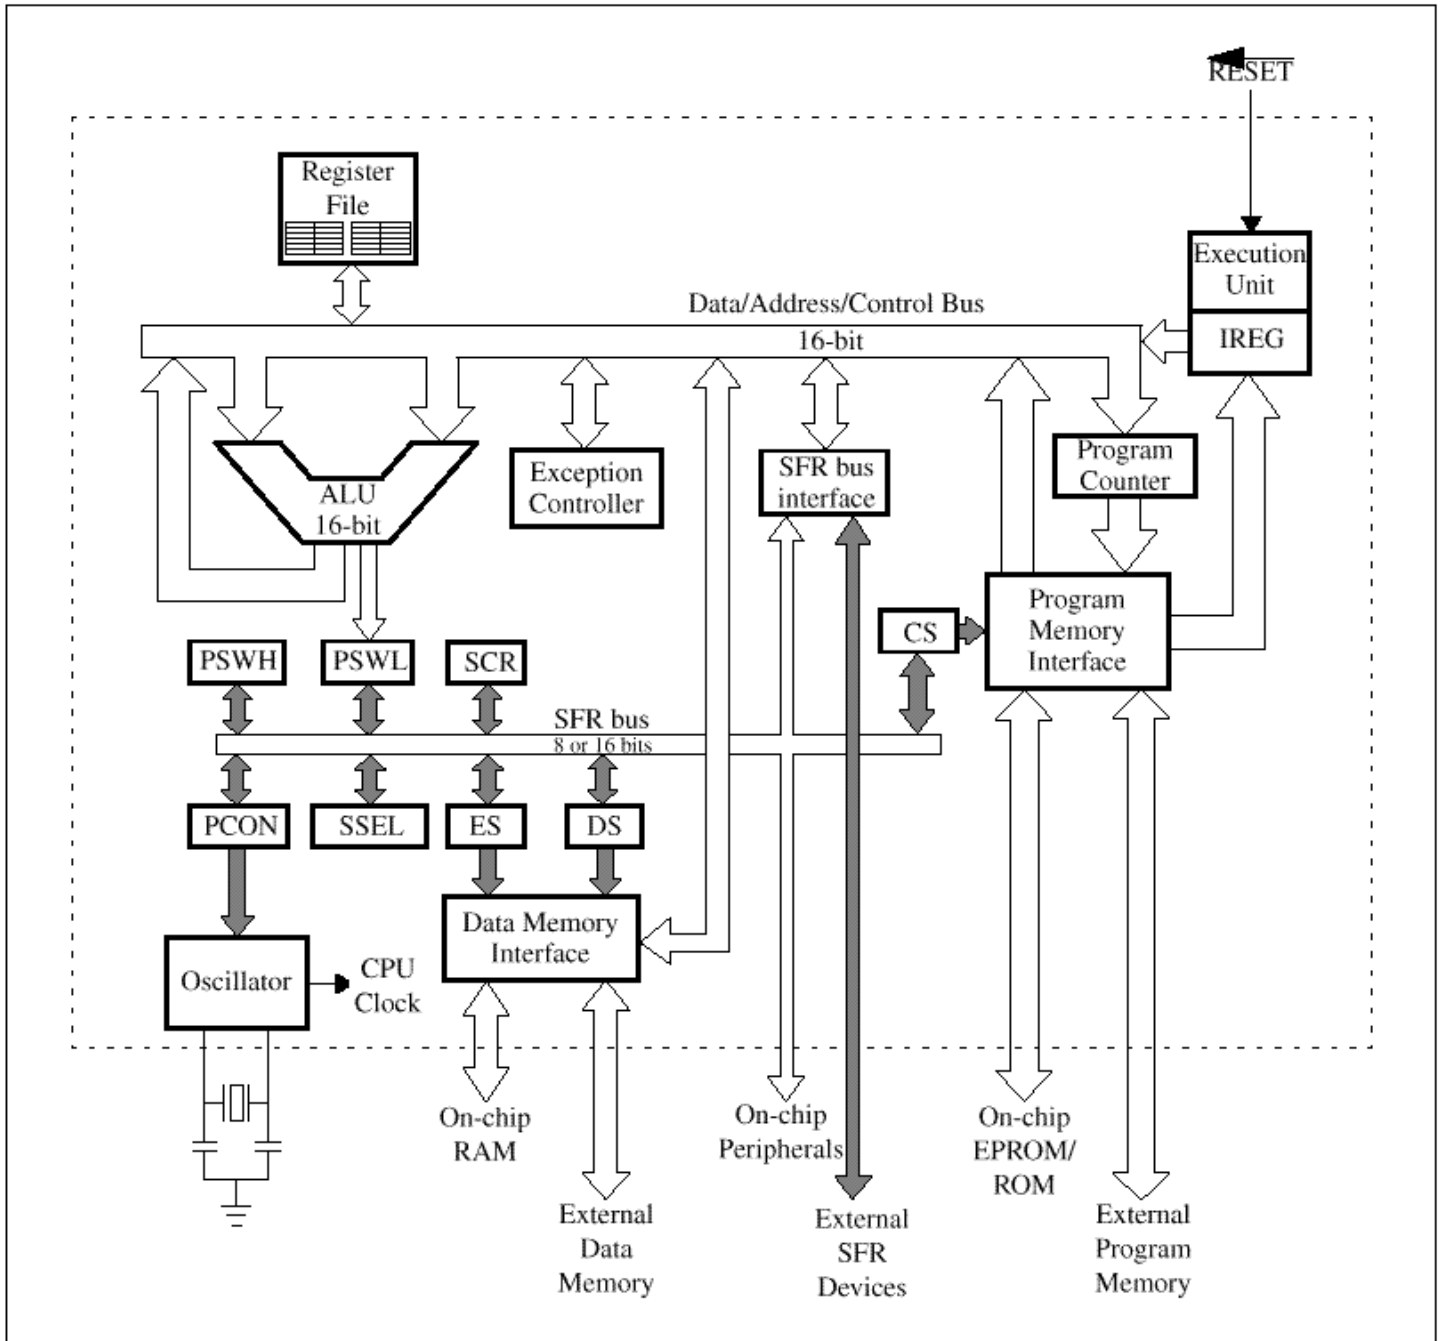 RESET
Register
File
Execution
Unit
IREG
Data/Address/Control Bus
16-bit
ALU
16-bit
Exception
Controller
SFR bus
interface
Program
Counter
CS
Program
Memory
Interface
PSWH
PSWL
SCR
SFR bus
8 or 16 bits
PCON
SSEL
ES
DS
Data Memory
Interface
Oscillator
CPU
Clock
On-chip
RAM
External
Data
Memory
On-chip
Peripherals
External
SFR
Devices
On-chip
EPROM/
ROM
External
Program
Memory